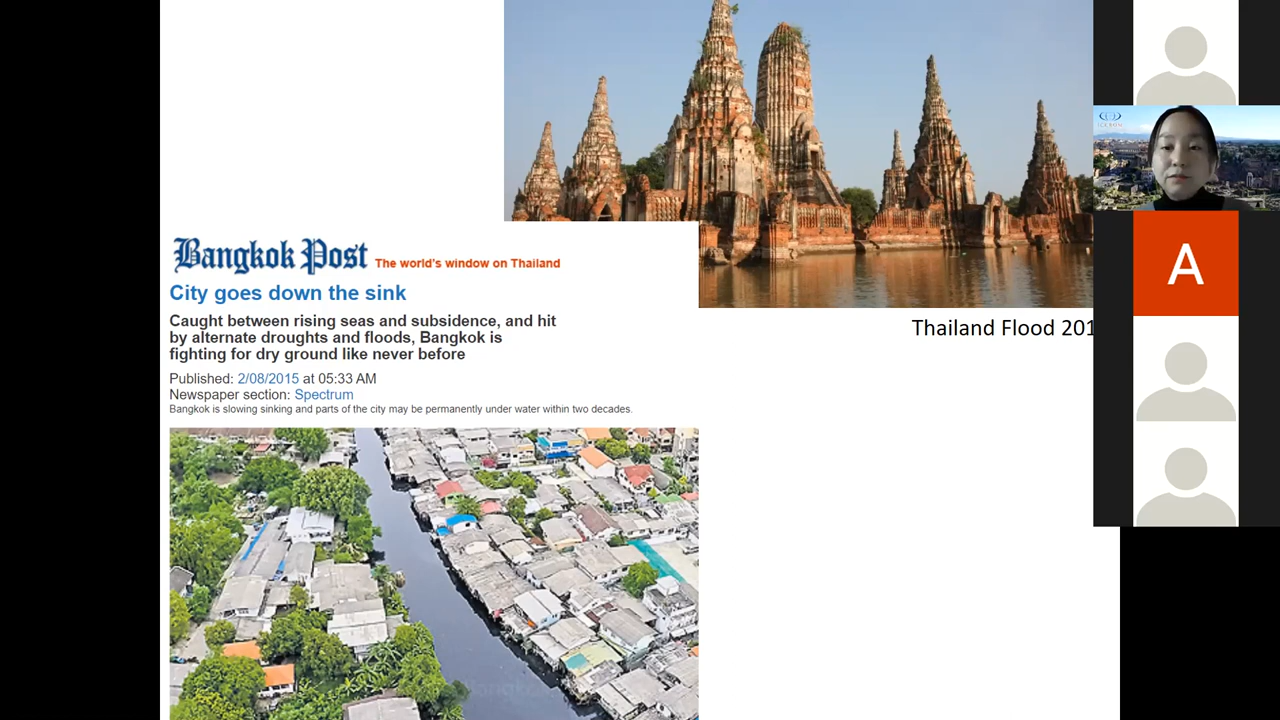 Bangkok Post The world's window on Thailand
City goes down the sink
Caught between rising seas and subsidence, and hit
by alternate droughts and floods, Bangkok is
fighting for dry ground like never before
Published: 2/08/2015 at 05:33 AM
Newspaper section: Spectrum
Bangkok is slowing sinking and parts of the city may be permanently under water within two decades.
Thailand Flood 201
A